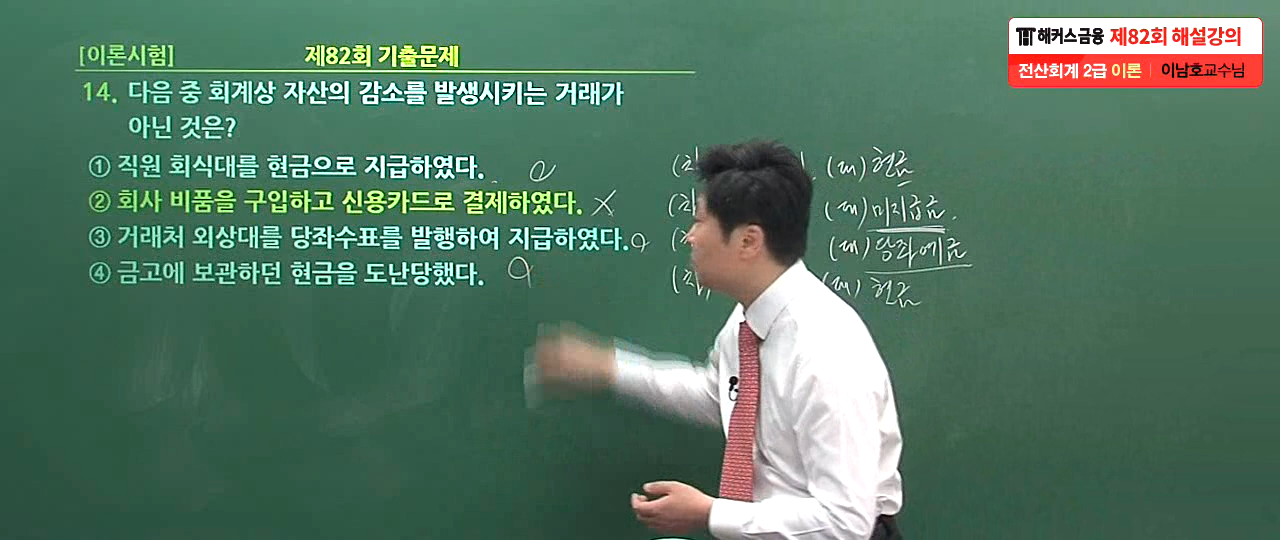 해커스금융 제82회 해설강의
전산회계 2급 이론 | 이남호교수님
[이론시험] 제82회 기출문제
14. 다음 중 회계상 자산의 감소를 발생시키는 거래가
아닌 것은?
① 직원 회식대를 현금으로 지급하였다. (대) 현금
② 회사 비품을 구입하고 신용카드로 결제하였다. X (대) 미지급금.
③ 거래처 외상대를 당좌수표를 발행하여 지급하였다. (대) 당좌예금
④ 금고에 보관하던 현금을 도난당했다. (대) 현금